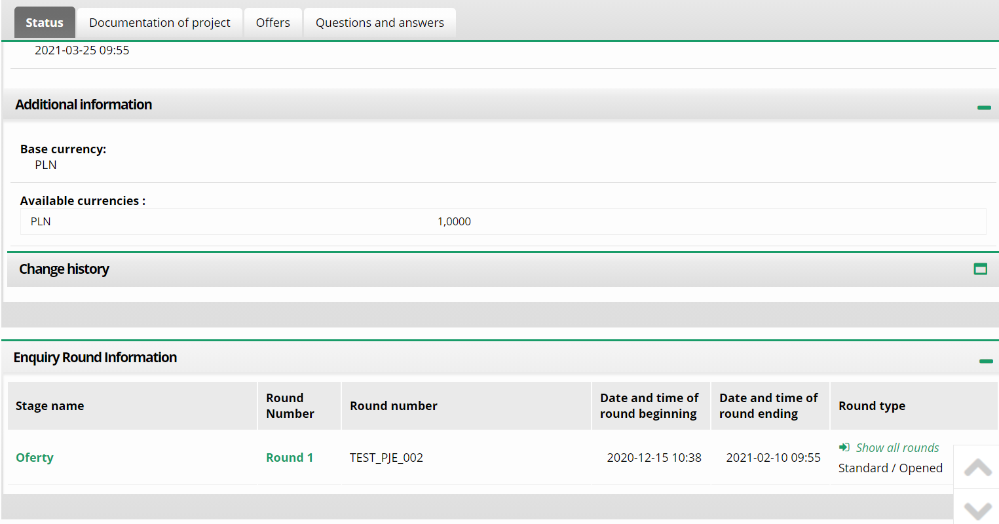 Status Documentation of project Offers Questions and answers
2021-03-25 09:55
Additional information
Base currency:
PLN
Available currencies :
PLN 1,0000
Change history
Enquiry Round Information
Stage name Round Number Round number Date and time of round beginning Date and time of round ending Round type
Oferty Round 1 TEST_PJE_002 2020-12-15 10:38 2021-02-10 09:55 Show all rounds
Standard / Opened